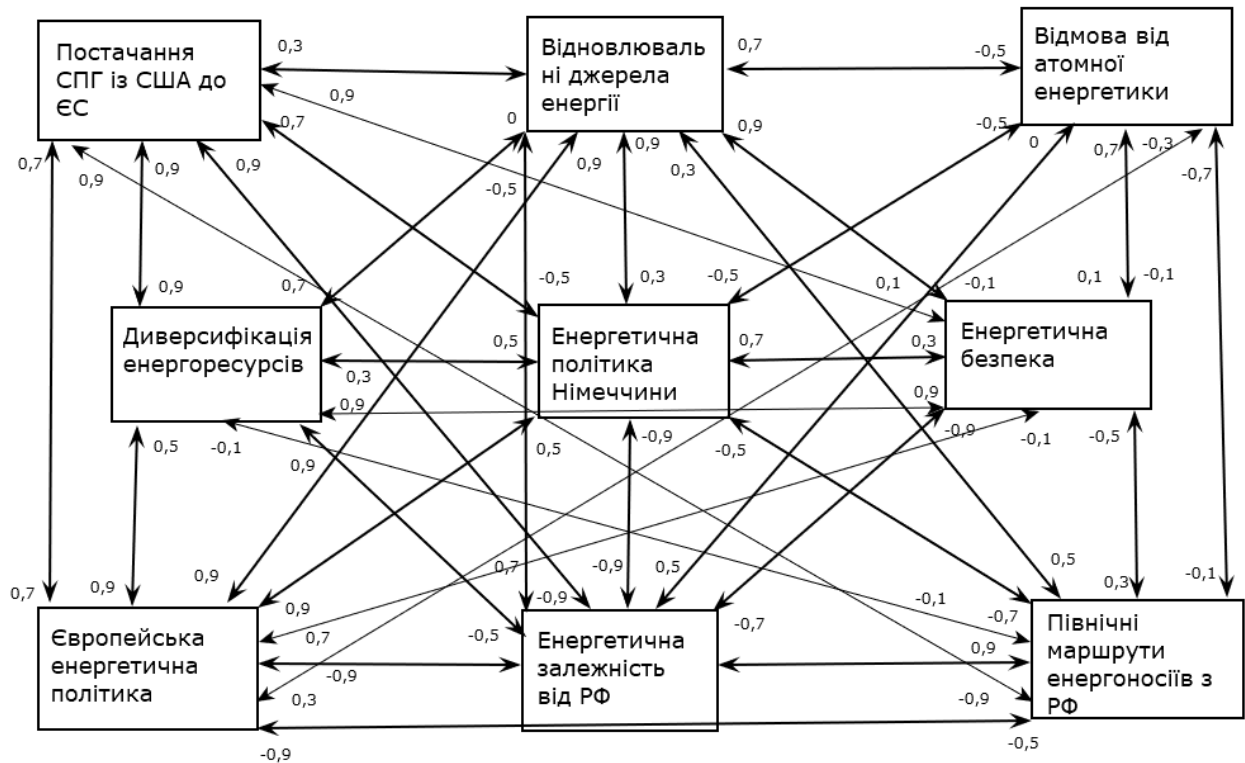 Постачання
СПГ із США до
ЄС
Відновлюваль
ні джерела
енергії
Відмова від
атомної
енергетики
0,3
0,7
-0,5
0,9
0,7
0
0,9
-0,5
0,7
0,9
0,9
0,9
0,9
0,9
0,3
0
0,7
-0,3
-0,7
-0,5
0,9
0,7
-0,5
0,3
-0,5
0,1
-0,1
0,1
-0,1
Диверсифікація
енергоресурсів
Енергетична
політика
Німеччини
Енергетична
безпека
0,5
0,7
0,3
0,3
0,9
0,9
0,5
-0,1
0,9
0,5
-0,9
-0,5
-0,9
-0,1
-0,5
0,7
0,9
0,9
0,7
-0,9
-0,9
0,5
0,5
0,3
-0,1
-0,1
-0,7
-0,7
0,9
0,7
-0,5
Європейська
енергетична
політика
Енергетична
залежність
від РФ
Північні
маршрути
енергоносіїв з
РФ
-0,9
0,3
0,9
-0,9
-0,9
-0,5